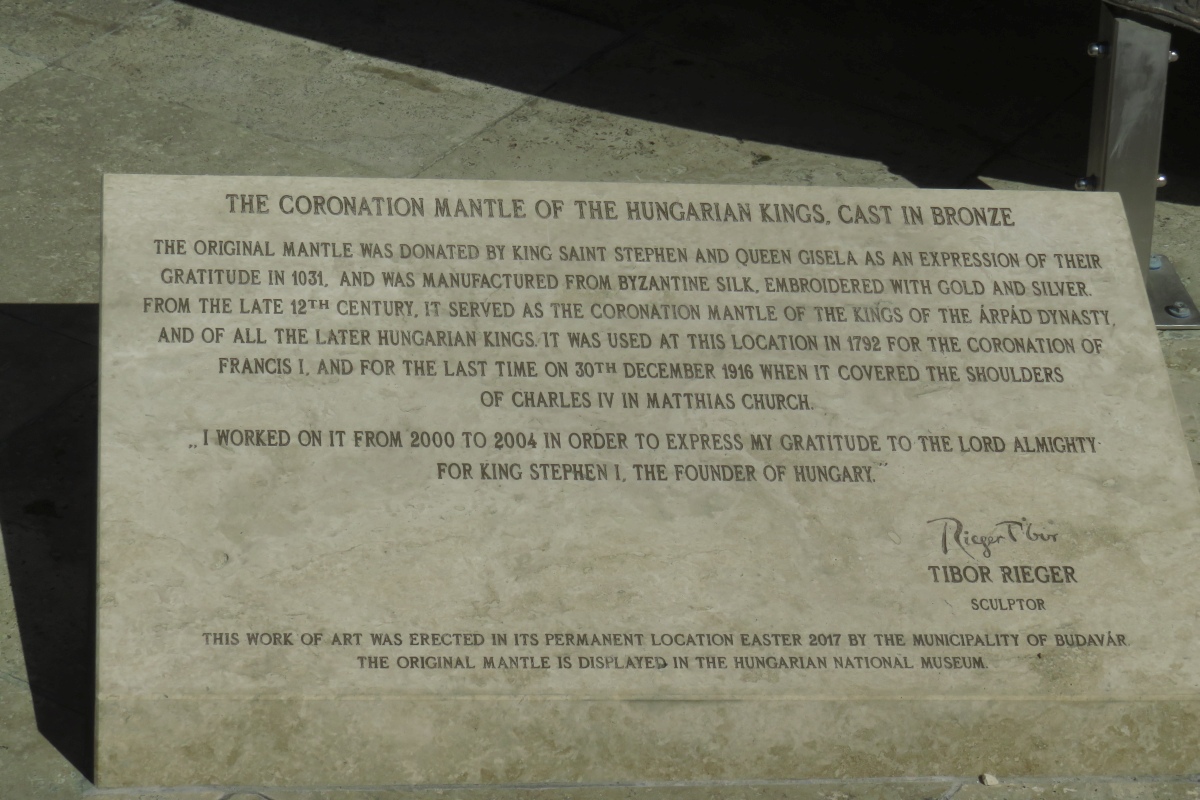 THE CORONATION MANTLE OF THE HUNGARIAN KINGS, CAST IN BRONZE
THE ORIGINAL MANTLE WAS DONATED BY KING SAINT STEPHEN AND QUEEN GISELA AS AN EXPRESSION OF THEIR
GRATITUDE IN 1031, AND WAS MANUFACTURED FROM BYZANTINE SILK, EMBROIDERED WITH GOLD AND SILVER.
FROM THE LATE 12TH CENTURY, IT SERVED AS THE CORONATION MANTLE OF THE KINGS OF THE ÁRPÁD DYNASTY,
AND OF ALL THE LATER HUNGARIAN KINGS. IT WAS USED AT THIS LOCATION IN 1792 FOR THE CORONATION OF
FRANCIS I, AND FOR THE LAST TIME ON 30TH DECEMBER 1916 WHEN IT COVERED THE SHOULDERS
OF CHARLES IV IN MATTHIAS CHURCH.
„I WORKED ON IT FROM 2000 TO 2004 IN ORDER TO EXPRESS MY GRATITUDE TO THE LORD ALMIGHTY
FOR KING STEPHEN I, THE FOUNDER OF HUNGARY.”
Rieger Tibor
TIBOR RIEGER
SCULPTOR
THIS WORK OF ART WAS ERECTED IN ITS PERMANENT LOCATION EASTER 2017 BY THE MUNICIPALITY OF BUDAVÁR.
THE ORIGINAL MANTLE IS DISPLAYED IN THE HUNGARIAN NATIONAL MUSEUM.